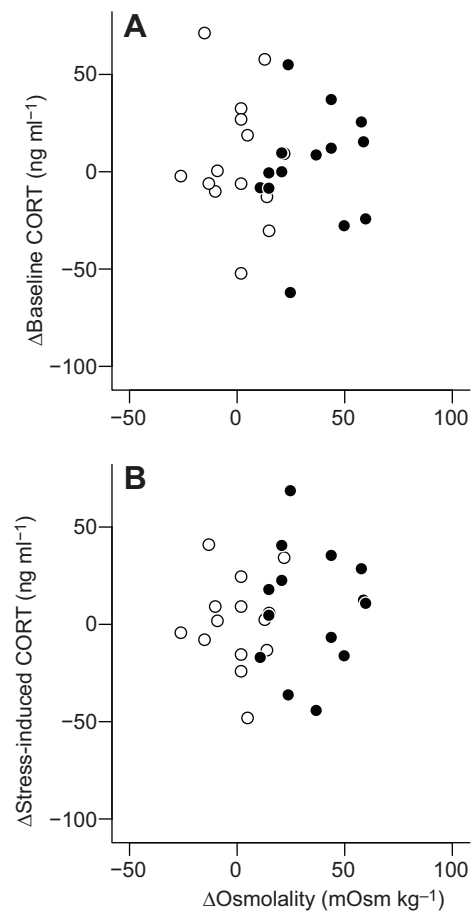 A
50
0
−50
−100
ΔBaseline CORT (ng ml⁻¹)
−50 0 50 100
B
50
0
−50
−100
ΔStress-induced CORT (ng ml⁻¹)
−50 0 50 100
ΔOsmolality (mOsm kg⁻¹)